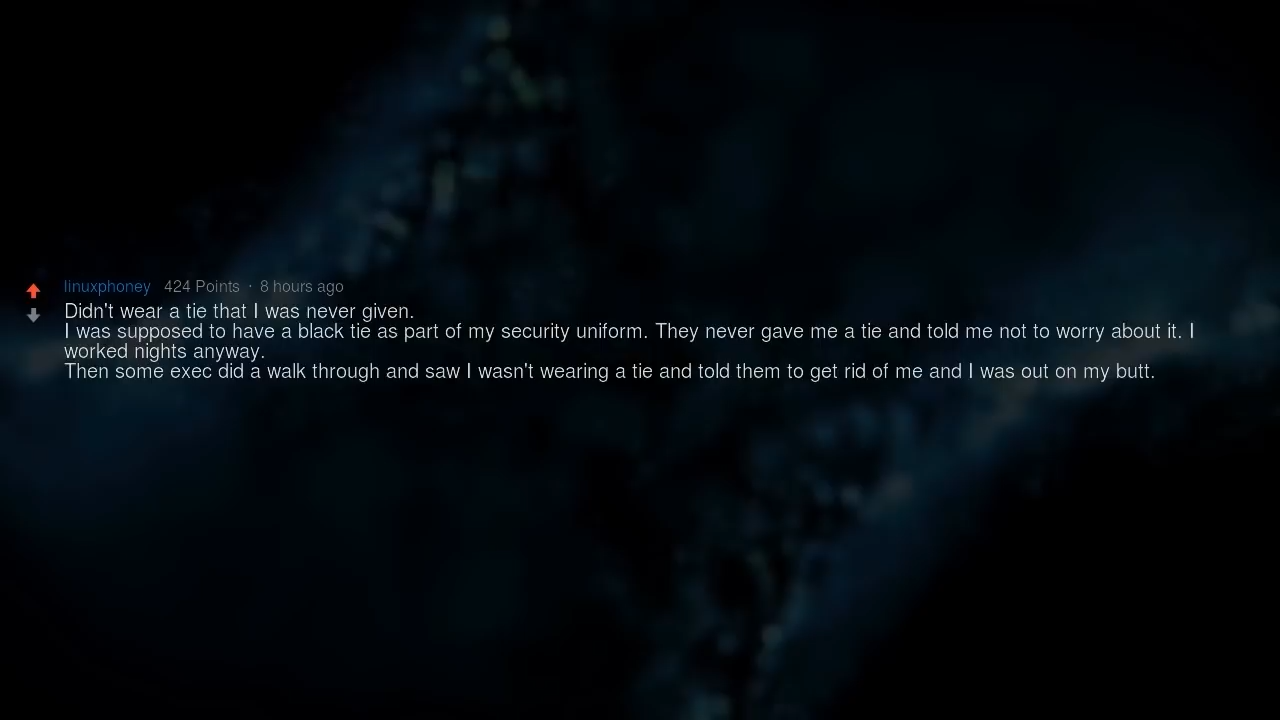 linuxphoney 424 Points · 8 hours ago
Didn't wear a tie that I was never given.
I was supposed to have a black tie as part of my security uniform. They never gave me a tie and told me not to worry about it. I
worked nights anyway.
Then some exec did a walk through and saw I wasn't wearing a tie and told them to get rid of me and I was out on my butt.